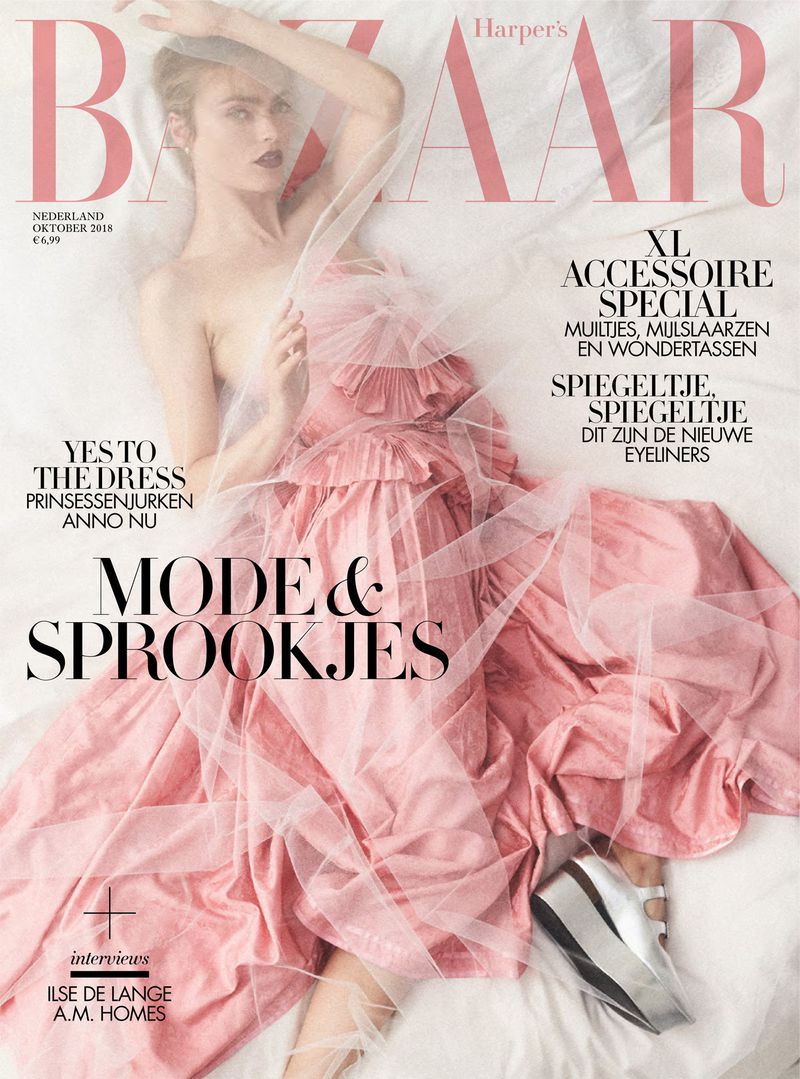 Harper's
BAZAAR
NEDERLAND
OKTOBER 2018
€6,99
XL
ACCESSOIRE
SPECIAL
MUILTJES, MIJLSLAARZEN
EN WONDERTASSEN
SPIEGELTJE,
SPIEGELTJE
DIT ZIJN DE NIEUWE
EYELINERS
YES TO
THE DRESS
PRINSESSENJURKEN
ANNO NU
MODE &
SPROOKJES
+
interviews
ILSE DE LANGE
A.M. HOMES